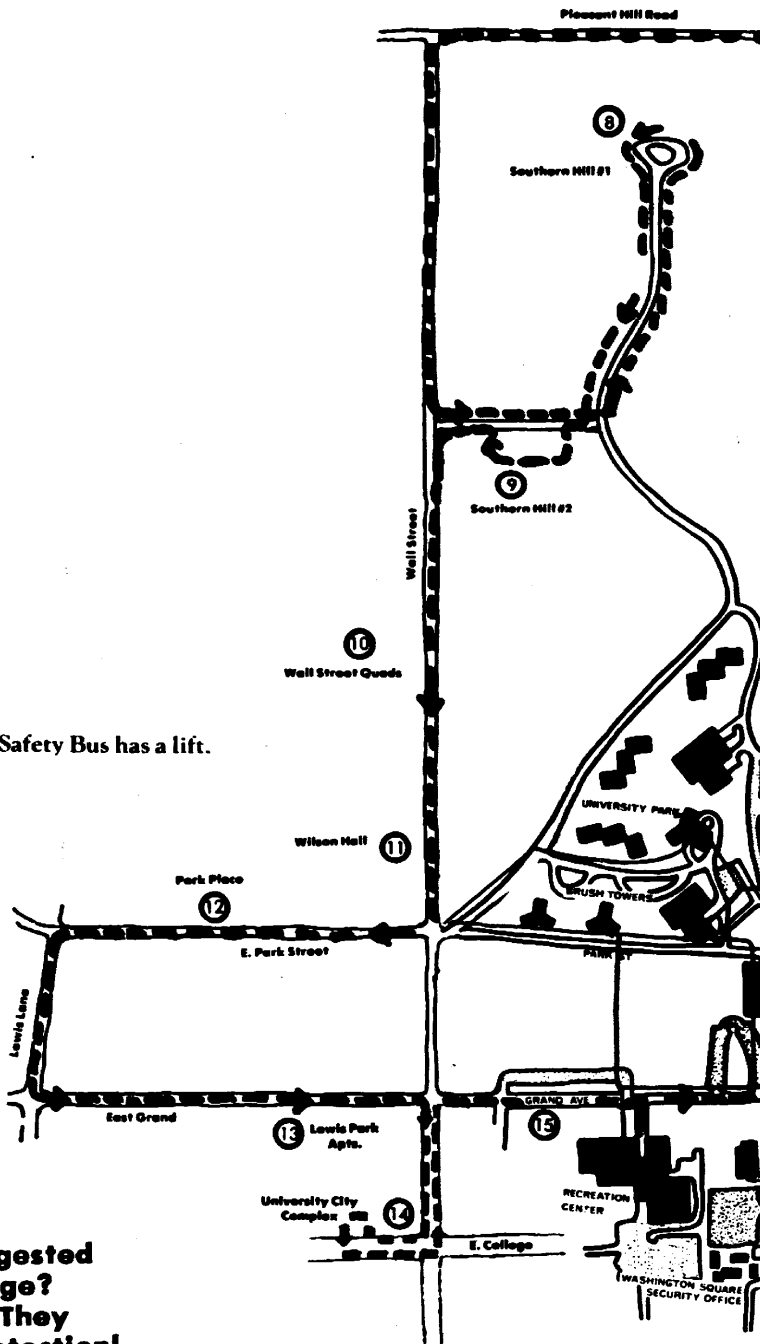 Pleasant Hill Road
8
Southern Hill #1
9
Southern Hill #2
Wall Street
10
Wall Street Quads
Safety Bus has a lift.
UNIVERSITY PARK
Wilson Hall
11
Park Place
12
BRUSH TOWERS
E. Park Street
PARK ST
Lewis Lane
East Grand
GRAND AVE
13
Lewis Park
Apts.
15
University City
Complex
14
RECREATION
CENTER
E. College
WASHINGTON SQUARE
SECURITY OFFICE
gested
ge?
They